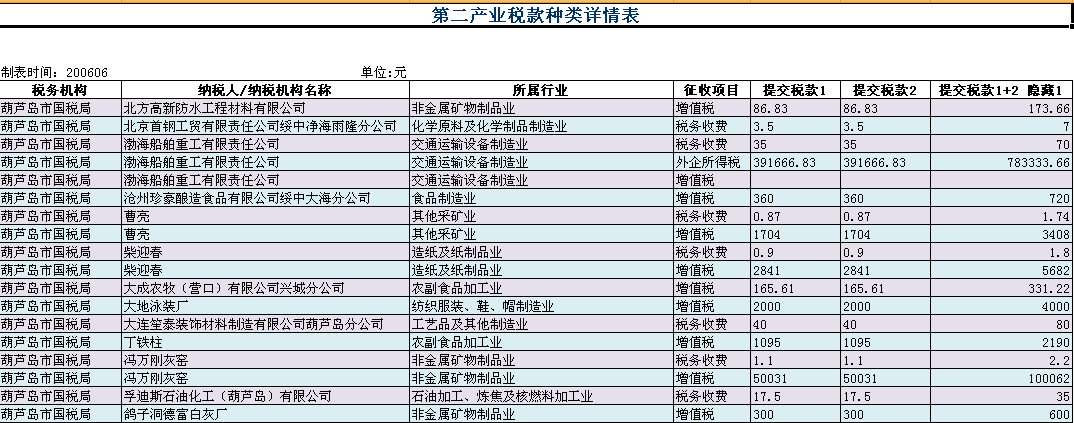 第二产业税款种类详情表
制表时间：200606 单位:元
税务机构 纳税人/纳税机构名称 所属行业 征收项目 提交税款1 提交税款2 提交税款1+2 隐藏1
葫芦岛市国税局 北方高新防水工程材料有限公司 非金属矿物制品业 增值税 86.83 86.83 173.66
葫芦岛市国税局 北京首钢工贸有限责任公司绥中净海雨隆分公司 化学原料及化学制品制造业 税务收费 3.5 3.5 7
葫芦岛市国税局 渤海船舶重工有限责任公司 交通运输设备制造业 税务收费 35 35 70
葫芦岛市国税局 渤海船舶重工有限责任公司 交通运输设备制造业 外企所得税 391666.83 391666.83 783333.66
葫芦岛市国税局 渤海船舶重工有限责任公司 交通运输设备制造业 增值税
葫芦岛市国税局 沧州珍豪酿造食品有限公司绥中大海分公司 食品制造业 增值税 360 360 720
葫芦岛市国税局 曹亮 其他采矿业 税务收费 0.87 0.87 1.74
葫芦岛市国税局 曹亮 其他采矿业 增值税 1704 1704 3408
葫芦岛市国税局 柴迎春 造纸及纸制品业 税务收费 0.9 0.9 1.8
葫芦岛市国税局 柴迎春 造纸及纸制品业 增值税 2841 2841 5682
葫芦岛市国税局 大成农牧（营口）有限公司兴城分公司 农副食品加工业 增值税 165.61 165.61 331.22
葫芦岛市国税局 大地泳装厂 纺织服装、鞋、帽制造业 增值税 2000 2000 4000
葫芦岛市国税局 大连笙泰装饰材料制造有限公司葫芦岛分公司 工艺品及其他制造业 税务收费 40 40 80
葫芦岛市国税局 丁铁柱 农副食品加工业 增值税 1095 1095 2190
葫芦岛市国税局 冯万刚灰窑 非金属矿物制品业 税务收费 1.1 1.1 2.2
葫芦岛市国税局 冯万刚灰窑 非金属矿物制品业 增值税 50031 50031 100062
葫芦岛市国税局 孚迪斯石油化工（葫芦岛）有限公司 石油加工、炼焦及核燃料加工业 税务收费 17.5 17.5 35
葫芦岛市国税局 鸽子洞德富白灰厂 非金属矿物制品业 增值税 300 300 600